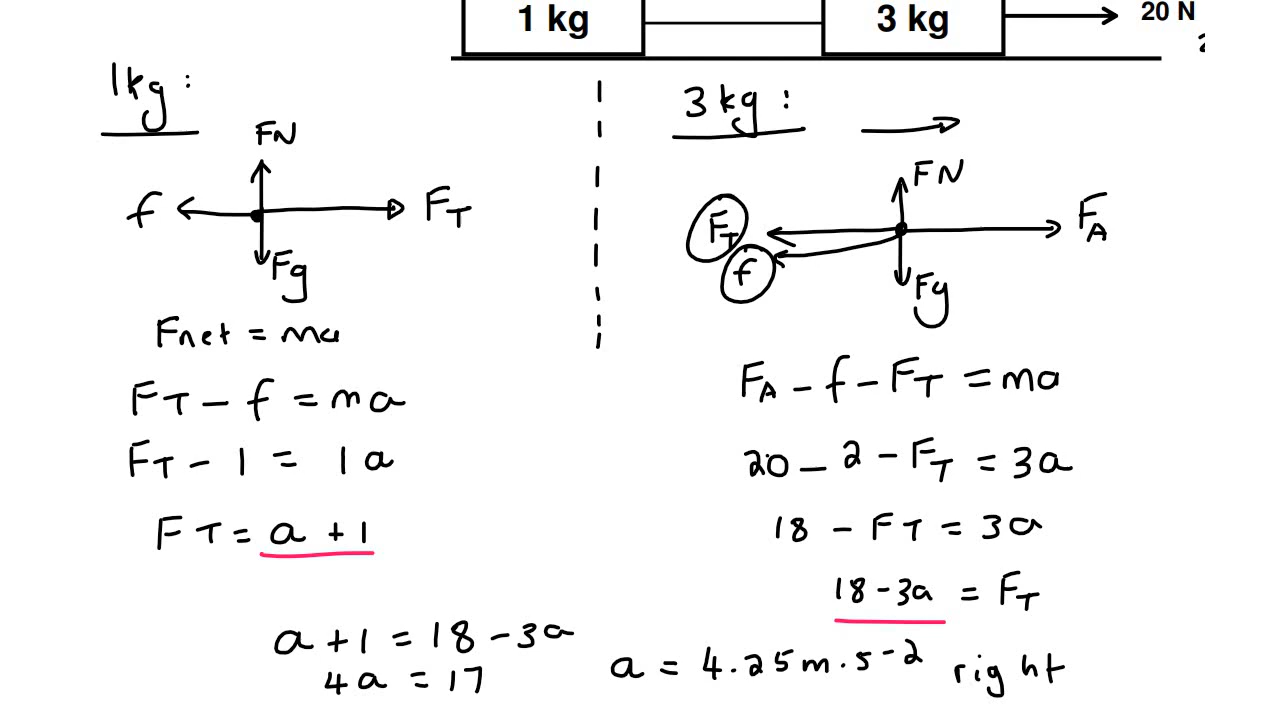 1 kg 3 kg 20 N
1kg :
FN
f FT
Fg
Fnet = ma
FT - f = ma
FT - 1 = 1a
FT = a + 1
3 kg :
FN
FT FA
f
Fg
FA - f - FT = ma
20 - 2 - FT = 3a
18 - FT = 3a
18 - 3a = FT
a + 1 = 18 - 3a
4a = 17
a = 4.25 m.s-2 right